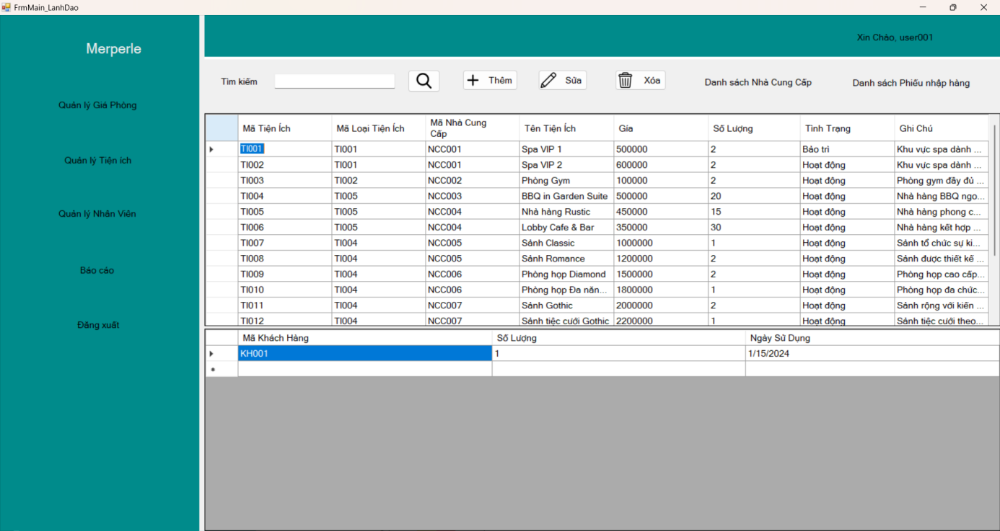 FrmMain_LanhDao
Merperle
Xin Chào, user001
Quản lý Giá Phòng
Quản lý Tiện ích
Quản lý Nhân Viên
Báo cáo
Đăng xuất
Tìm kiếm
Thêm
Sửa
Xóa
Danh sách Nhà Cung Cấp
Danh sách Phiếu nhập hàng
Mã Tiện Ích Mã Loại Tiện Ích Mã Nhà Cung Cấp Tên Tiện Ích Gía Số Lượng Tình Trạng Ghi Chú
TI001 TI001 NCC001 Spa VIP 1 500000 2 Bảo trì Khu vực spa dành ...
TI002 TI001 NCC001 Spa VIP 2 600000 2 Hoạt động Khu vực spa dành ...
TI003 TI002 NCC002 Phòng Gym 100000 2 Hoạt động Phòng gym đầy đủ ...
TI004 TI005 NCC003 BBQ in Garden Suite 500000 20 Hoạt động Nhà hàng BBQ ngo...
TI005 TI005 NCC004 Nhà hàng Rustic 450000 15 Hoạt động Nhà hàng phong c...
TI006 TI005 NCC004 Lobby Cafe & Bar 350000 30 Hoạt động Nhà hàng kết hợp ...
TI007 TI004 NCC005 Sảnh Classic 1000000 1 Hoạt động Sảnh tổ chức sự ki...
TI008 TI004 NCC005 Sảnh Romance 1200000 2 Hoạt động Sảnh được thiết kế ...
TI009 TI004 NCC006 Phòng họp Diamond 1500000 2 Hoạt động Phòng họp cao cấp...
TI010 TI004 NCC006 Phòng họp Đa năn... 1800000 1 Hoạt động Phòng họp đa chức...
TI011 TI004 NCC007 Sảnh Gothic 2000000 2 Hoạt động Sảnh rộng với kiến ...
TI012 TI004 NCC007 Sảnh tiệc cưới Gothic 2200000 1 Hoạt động Sảnh tiệc cưới theo...
Mã Khách Hàng Số Lượng Ngày Sử Dụng
KH001 1 1/15/2024